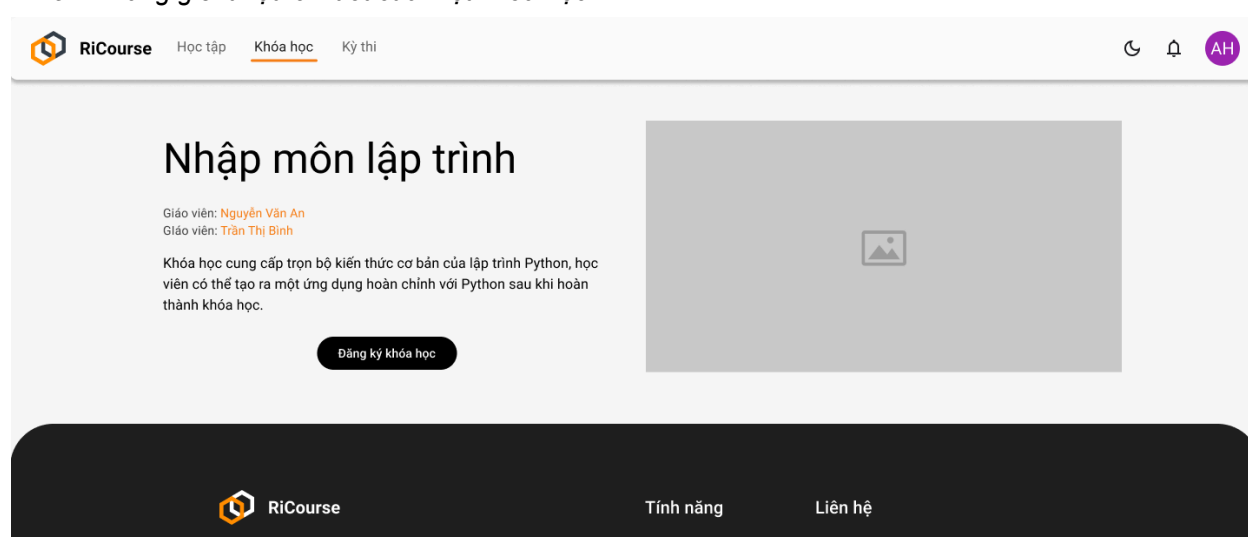 RiCourse Học tập Khóa học Kỳ thi AH
Nhập môn lập trình
Giáo viên: Nguyễn Văn An
Giáo viên: Trần Thị Bình
Khóa học cung cấp trọn bộ kiến thức cơ bản của lập trình Python, học
viên có thể tạo ra một ứng dụng hoàn chỉnh với Python sau khi hoàn
thành khóa học.
Đăng ký khóa học
RiCourse Tính năng Liên hệ